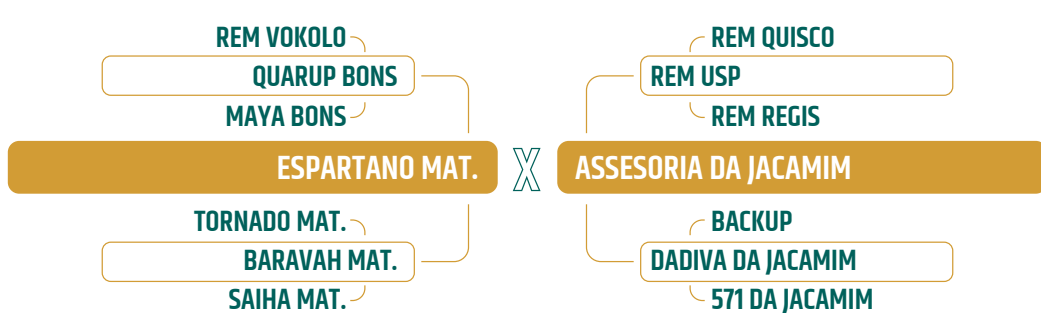 REM VOKOLO
QUARUP BONS
MAYA BONS
ESPARTANO MAT.
TORNADO MAT.
BARAVAH MAT.
SAIHA MAT.
X
REM QUISCO
REM USP
REM REGIS
ASSESORIA DA JACAMIM
BACKUP
DADIVA DA JACAMIM
571 DA JACAMIM